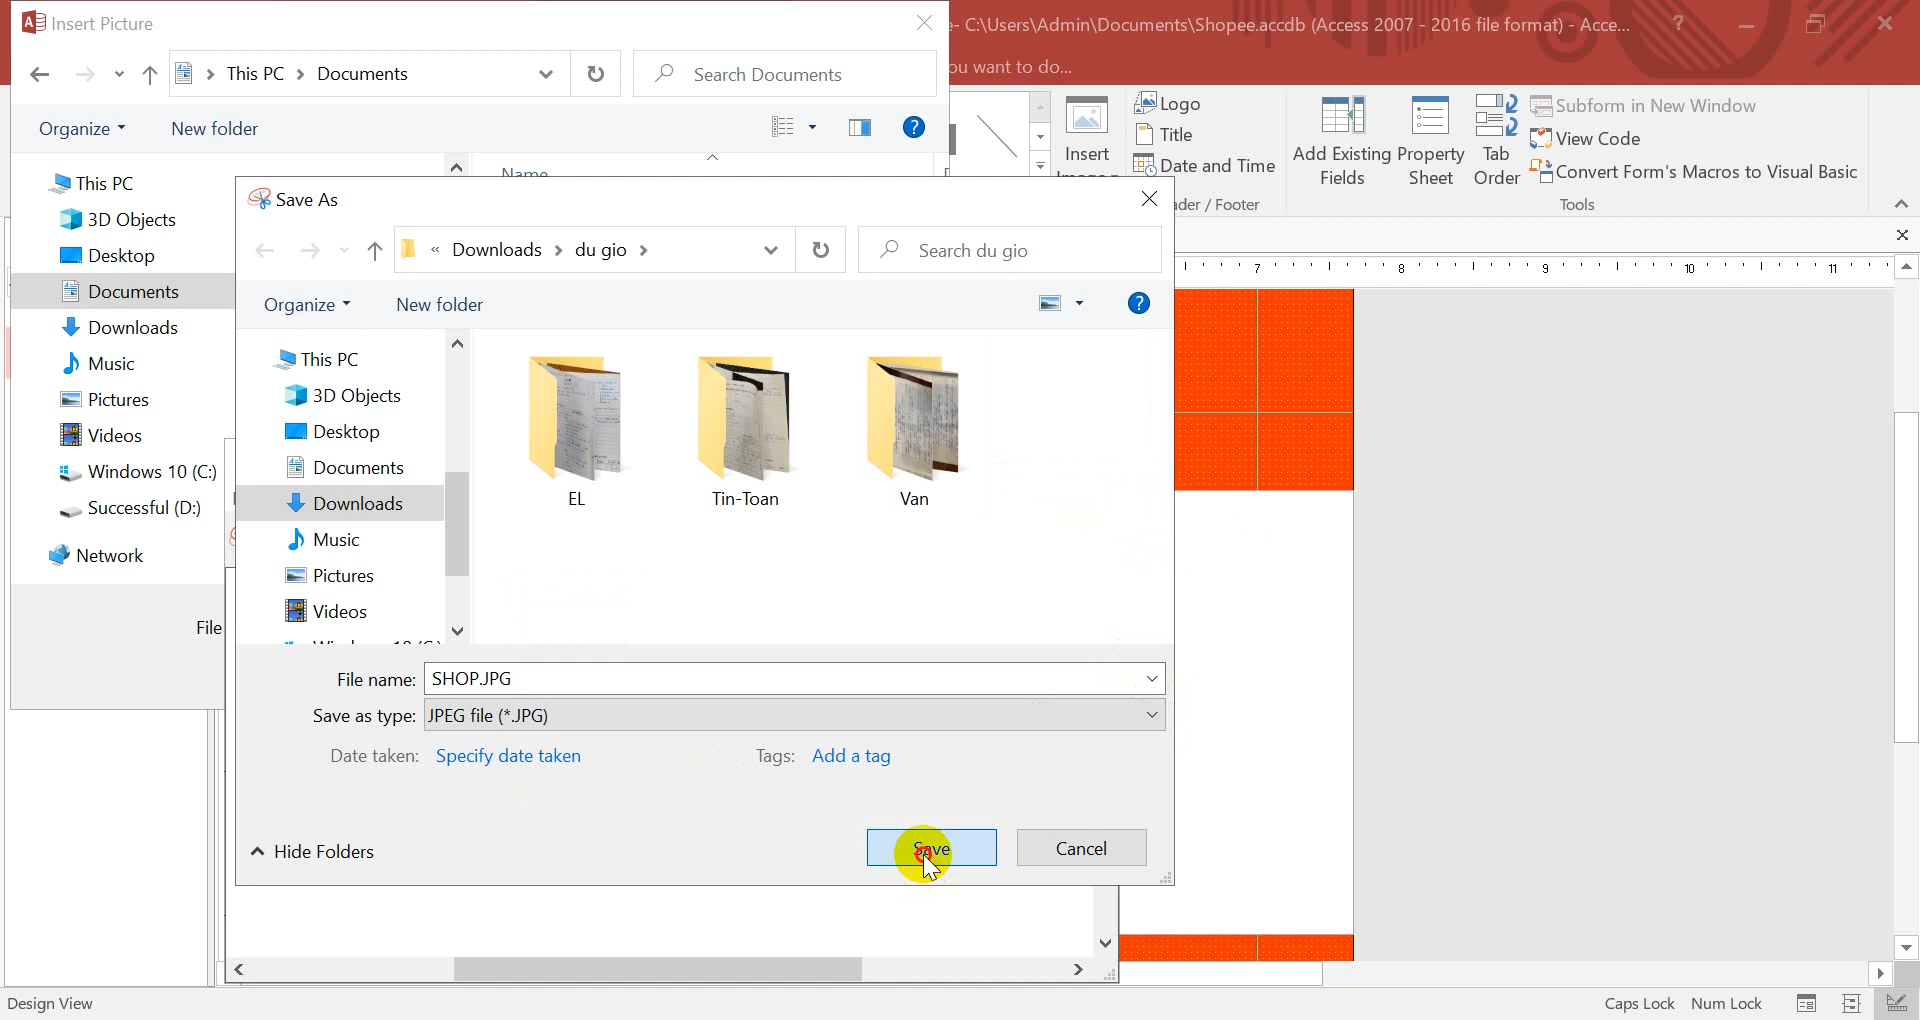 Insert Picture
- C:\Users\Admin\Documents\Shopee.accdb (Access 2007 - 2016 file format) - Acce...
?
This PC > Documents
Search Documents
ou want to do...
Organize
New folder
?
Logo
Title
Date and Time
Insert
Add Existing Fields
Property Sheet
Tab Order
Subform in New Window
View Code
Convert Form's Macros to Visual Basic
ader / Footer
Tools
Name
This PC
3D Objects
Desktop
Documents
Downloads
Music
Pictures
Videos
Windows 10 (C:)
Successful (D:)
Network
File
Save As
« Downloads > du gio >
Search du gio
Organize
New folder
?
This PC
3D Objects
Desktop
Documents
Downloads
Music
Pictures
Videos
EL
Tin-Toan
Van
File name: SHOP.JPG
Save as type: JPEG file (*.JPG)
Date taken: Specify date taken
Tags: Add a tag
Hide Folders
Save
Cancel
7 8 9 10 11
Design View
Caps Lock Num Lock